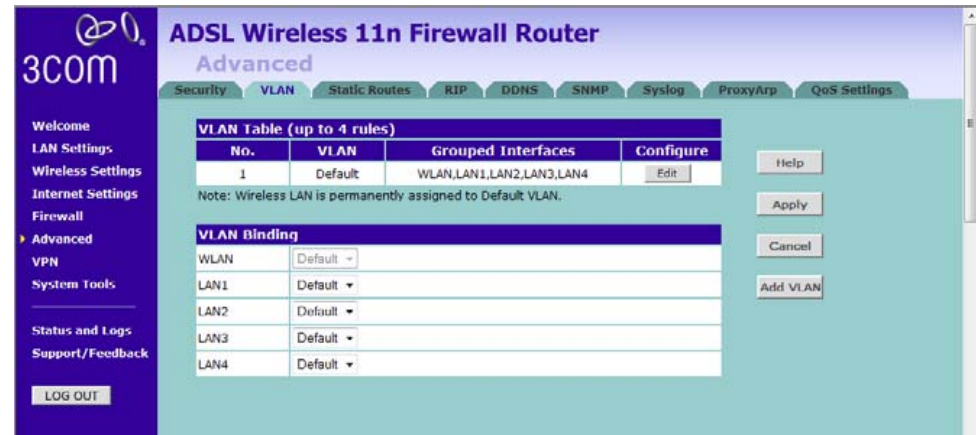 3COM
ADSL Wireless 11n Firewall Router
Advanced
Security VLAN Static Routes RIP DDNS SNMP Syslog ProxyArp QoS Settings
Welcome
LAN Settings
Wireless Settings
Internet Settings
Firewall
Advanced
VPN
System Tools
Status and Logs
Support/Feedback
LOG OUT
VLAN Table (up to 4 rules)
No. VLAN Grouped Interfaces Configure
1 Default WLAN,LAN1,LAN2,LAN3,LAN4 Edit
Note: Wireless LAN is permanently assigned to Default VLAN.
VLAN Binding
WLAN Default
LAN1 Default
LAN2 Default
LAN3 Default
LAN4 Default
Help
Apply
Cancel
Add VLAN